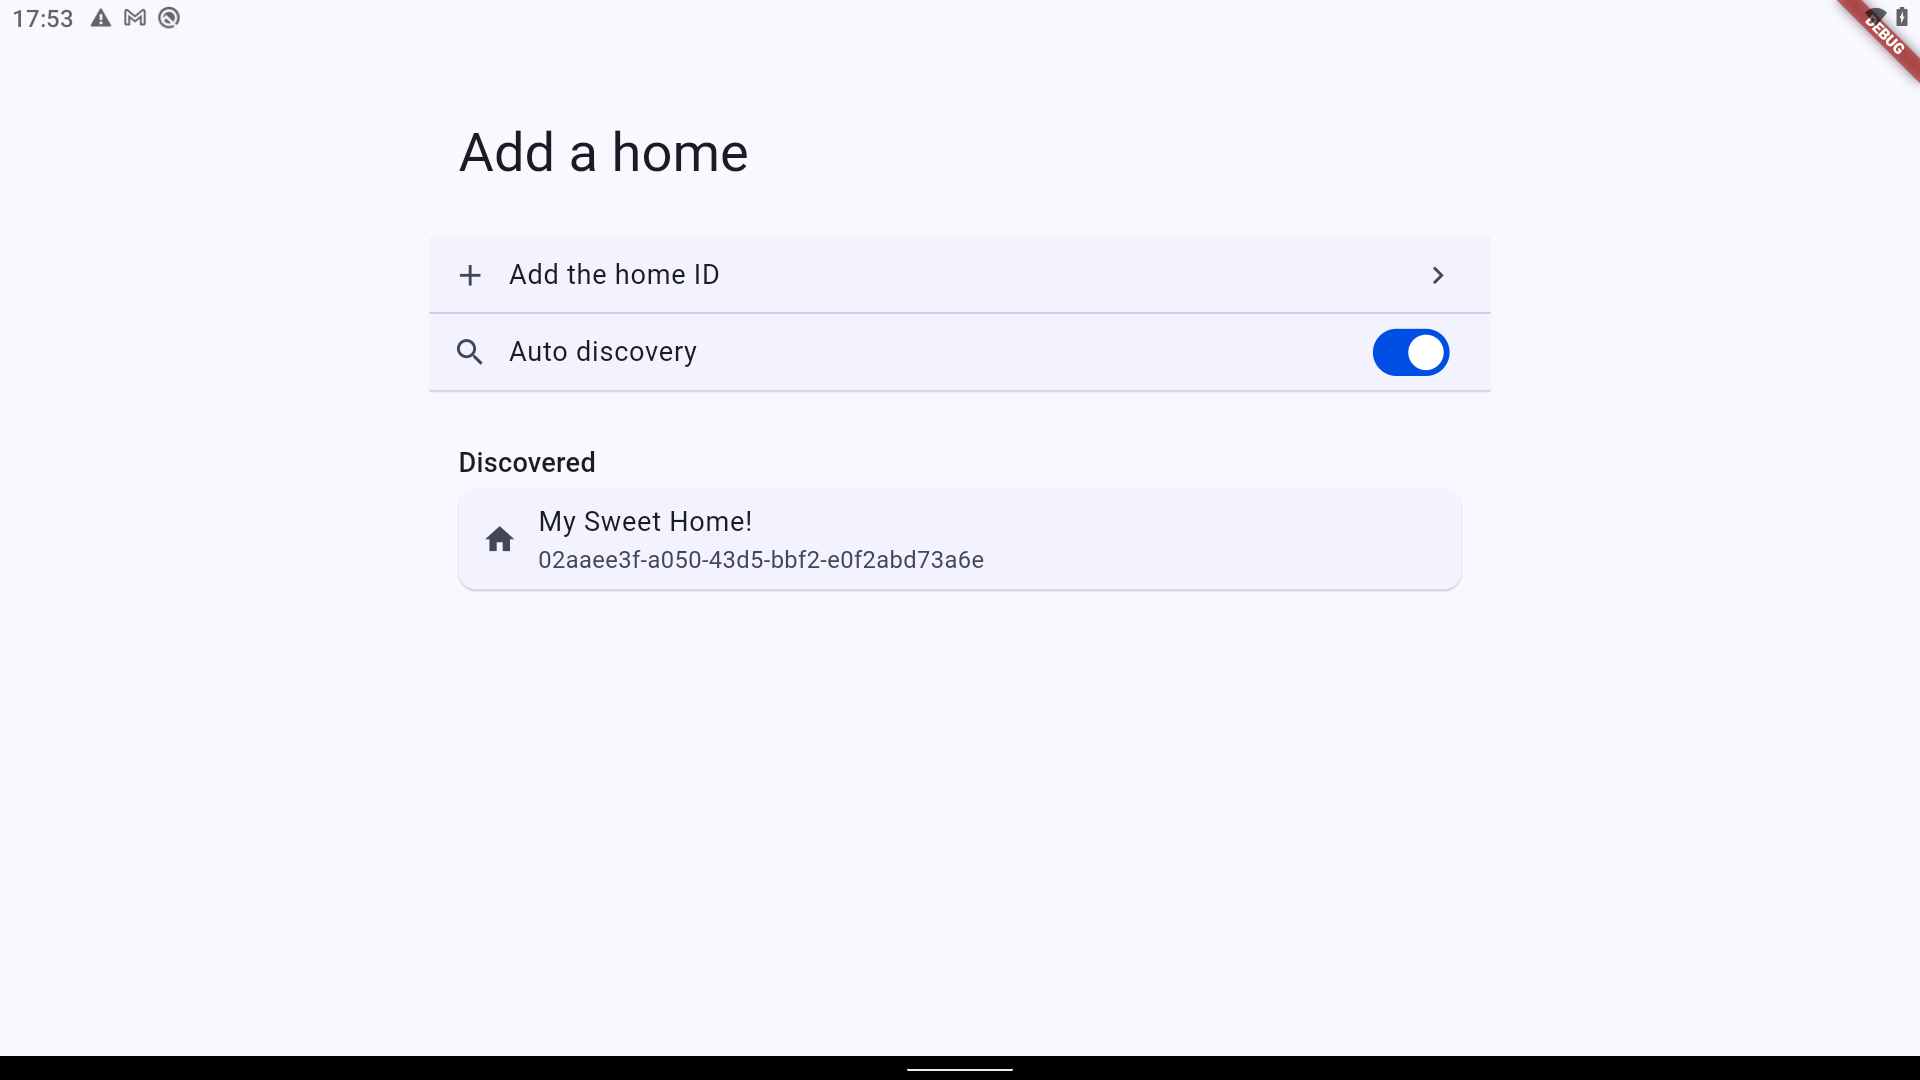 17:53
DEBUG
Add a home
Add the home ID
Auto discovery
Discovered
My Sweet Home!
02aaee3f-a050-43d5-bbf2-e0f2abd73a6e